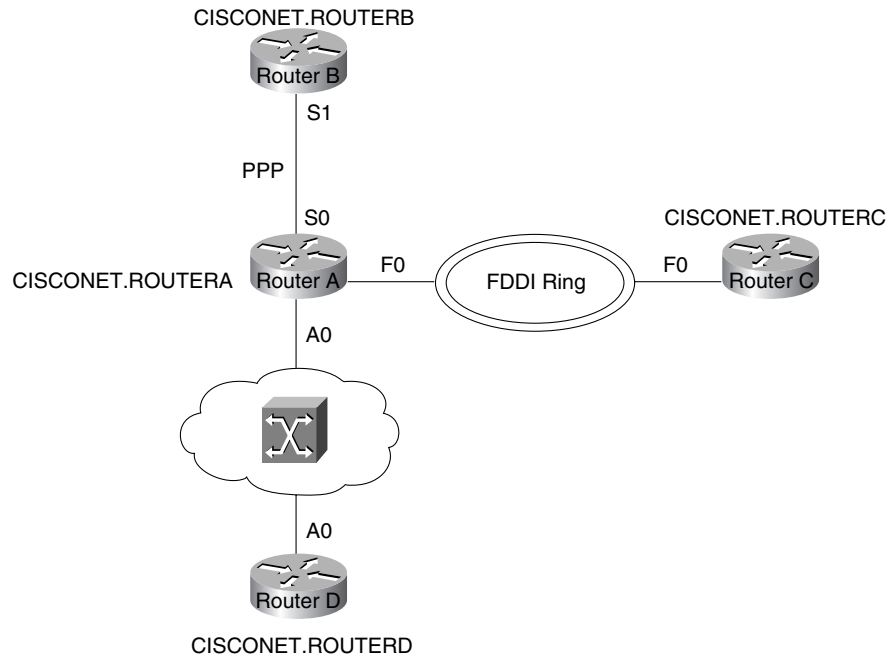 CISCONET.ROUTERB
Router B
S1
PPP
S0
CISCONET.ROUTERC
CISCONET.ROUTERA
Router A
F0
FDDI Ring
F0
Router C
A0
A0
Router D
CISCONET.ROUTERD